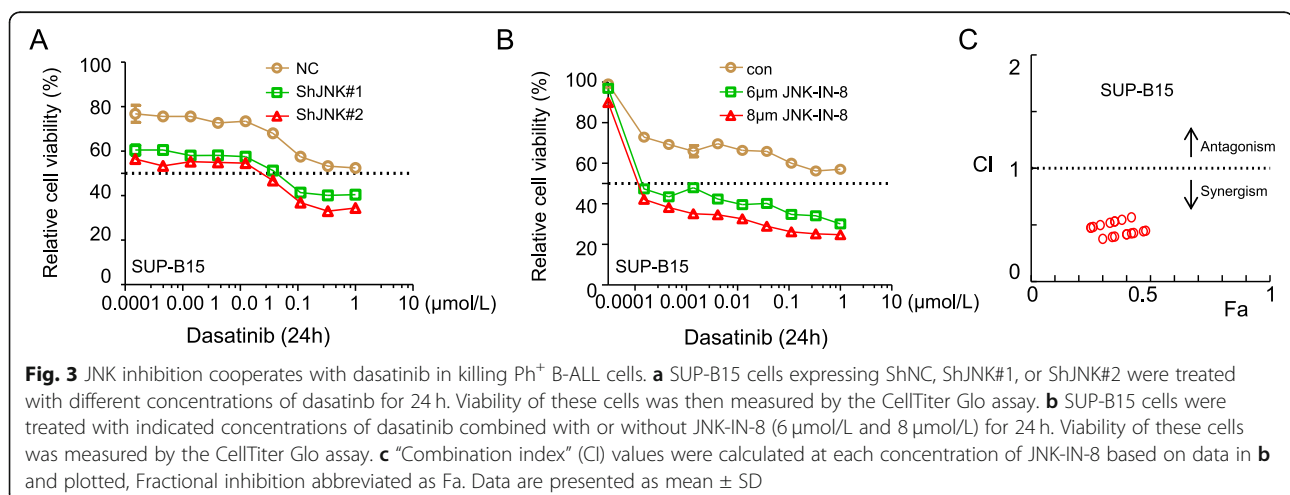 A
Relative cell viability (%)
100
80
60
40
20
0
NC
ShJNK#1
ShJNK#2
SUP-B15
0.0001 0.001 0.0 0.1 1 10 (μmol/L)
Dasatinib (24h)
B
Relative cell viability (%)
100
80
60
40
20
0
con
6μm JNK-IN-8
8μm JNK-IN-8
SUP-B15
0.0001 0.001 0.01 0.1 1 10 (μmol/L)
Dasatinib (24h)
C
CI
2
1
0
SUP-B15
Antagonism
Synergism
0 0.5 1
Fa
Fig. 3 JNK inhibition cooperates with dasatinib in killing Ph+ B-ALL cells. a SUP-B15 cells expressing ShNC, ShJNK#1, or ShJNK#2 were treated
with different concentrations of dasatinb for 24 h. Viability of these cells was then measured by the CellTiter Glo assay. b SUP-B15 cells were
treated with indicated concentrations of dasatinib combined with or without JNK-IN-8 (6 μmol/L and 8 μmol/L) for 24 h. Viability of these cells
was measured by the CellTiter Glo assay. c “Combination index” (CI) values were calculated at each concentration of JNK-IN-8 based on data in b
and plotted, Fractional inhibition abbreviated as Fa. Data are presented as mean ± SD